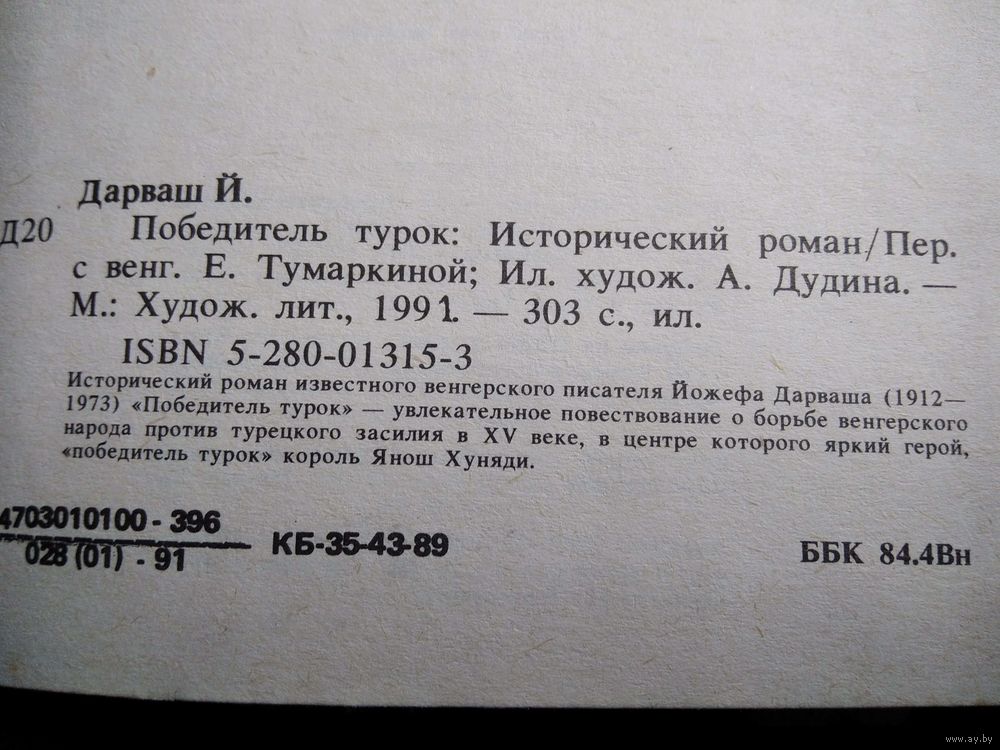 Дарваш Й.
Д20 Победитель турок: Исторический роман/Пер.
с венг. Е. Тумаркиной; Ил. худож. А. Дудина. —
М.: Худож. лит., 1991. — 303 с., ил.
ISBN 5-280-01315-3
Исторический роман известного венгерского писателя Йожефа Дарваша (1912—
1973) «Победитель турок» — увлекательное повествование о борьбе венгерского
народа против турецкого засилия в XV веке, в центре которого яркий герой,
«победитель турок» король Янош Хуняди.
4703010100-396
028(01)-91
КБ-35-43-89
ББК 84.4Вн
www.ay.by